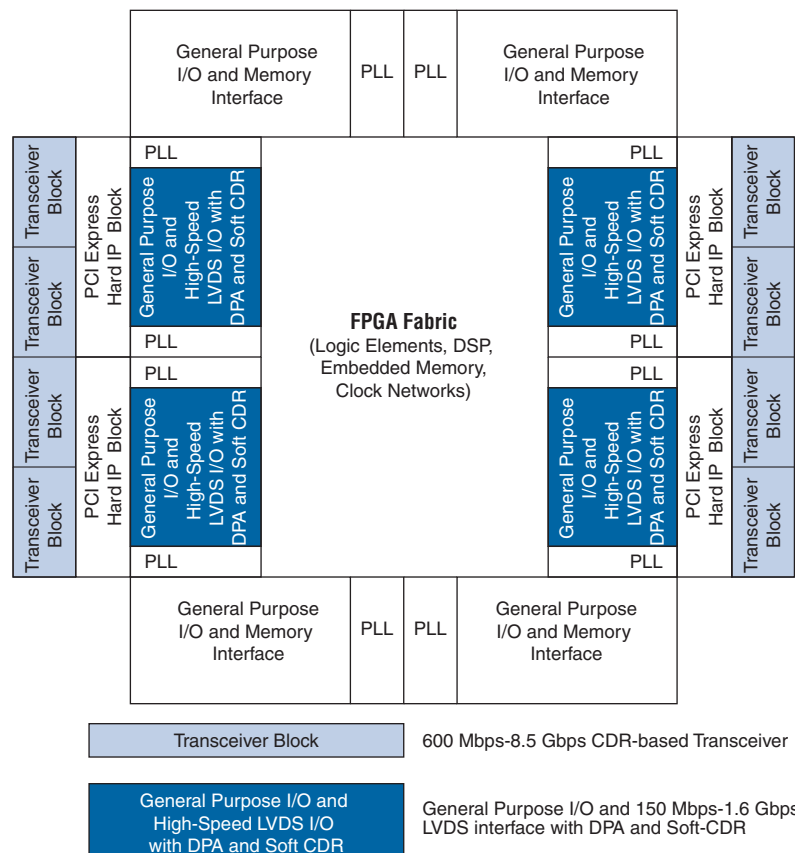 General Purpose
I/O and Memory
Interface
PLL
PLL
General Purpose
I/O and Memory
Interface
Transceiver
Block
Transceiver
Block
Transceiver
Block
Transceiver
Block
PCI Express
Hard IP Block
PCI Express
Hard IP Block
PLL
General Purpose
I/O and
High-Speed
LVDS I/O with
DPA and Soft CDR
PLL
PLL
General Purpose
I/O and
High-Speed
LVDS I/O with
DPA and Soft CDR
PLL
FPGA Fabric
(Logic Elements, DSP,
Embedded Memory,
Clock Networks)
PLL
General Purpose
I/O and
High-Speed
LVDS I/O with
DPA and Soft CDR
PLL
PLL
General Purpose
I/O and
High-Speed
LVDS I/O with
DPA and Soft CDR
PLL
PCI Express
Hard IP Block
PCI Express
Hard IP Block
Transceiver
Block
Transceiver
Block
Transceiver
Block
Transceiver
Block
General Purpose
I/O and Memory
Interface
PLL
PLL
General Purpose
I/O and Memory
Interface
Transceiver Block
600 Mbps-8.5 Gbps CDR-based Transceiver
General Purpose I/O and
High-Speed LVDS I/O
with DPA and Soft CDR
General Purpose I/O and 150 Mbps-1.6 Gbps
LVDS interface with DPA and Soft-CDR